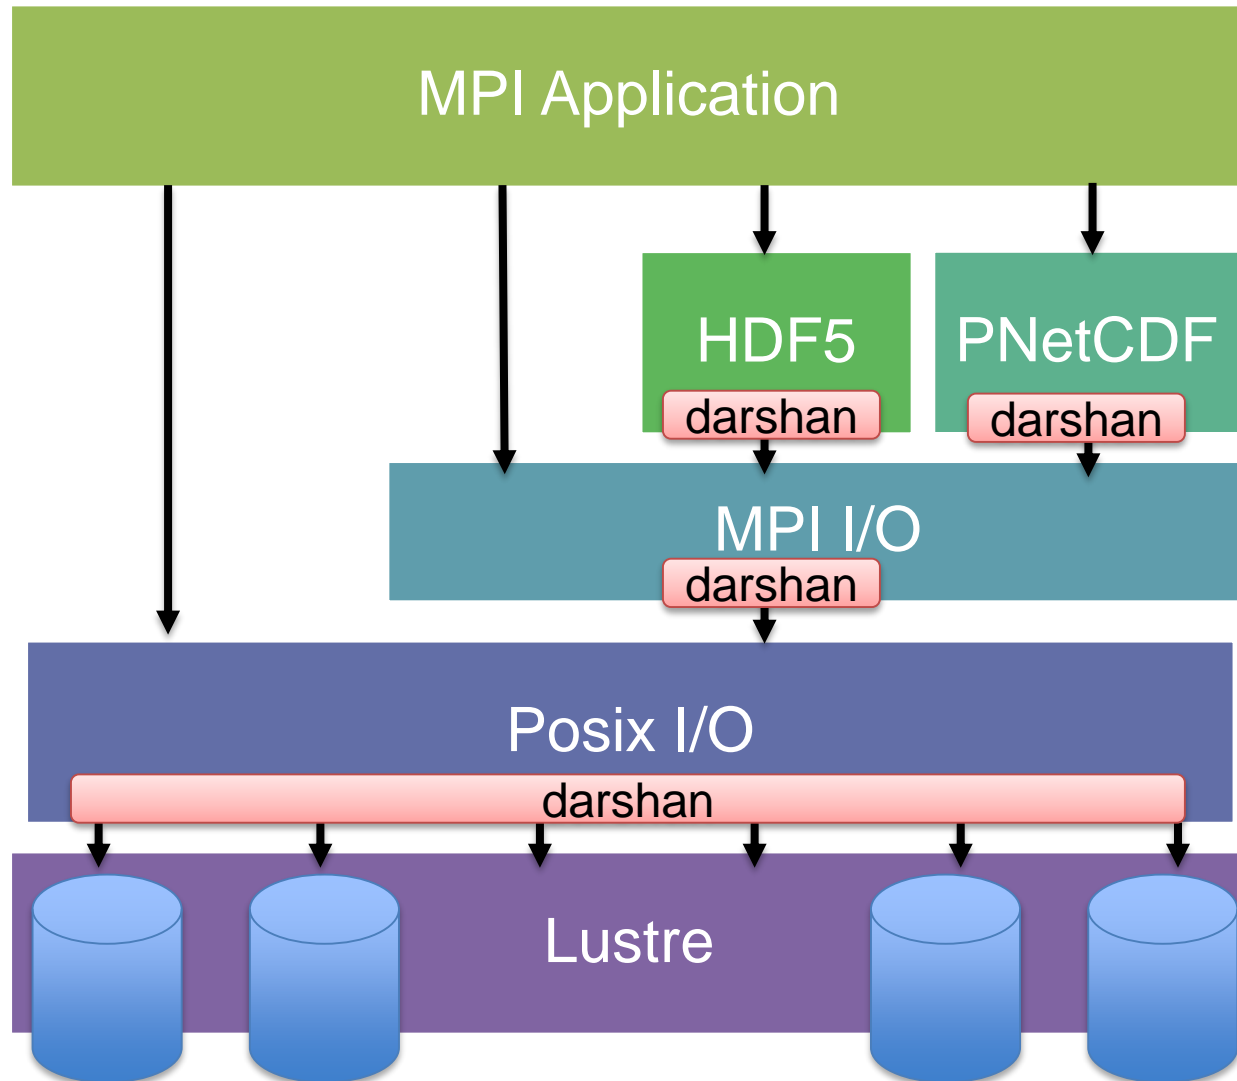 MPI Application
HDF5
PNetCDF
darshan
darshan
MPI I/O
darshan
Posix I/O
darshan
Lustre